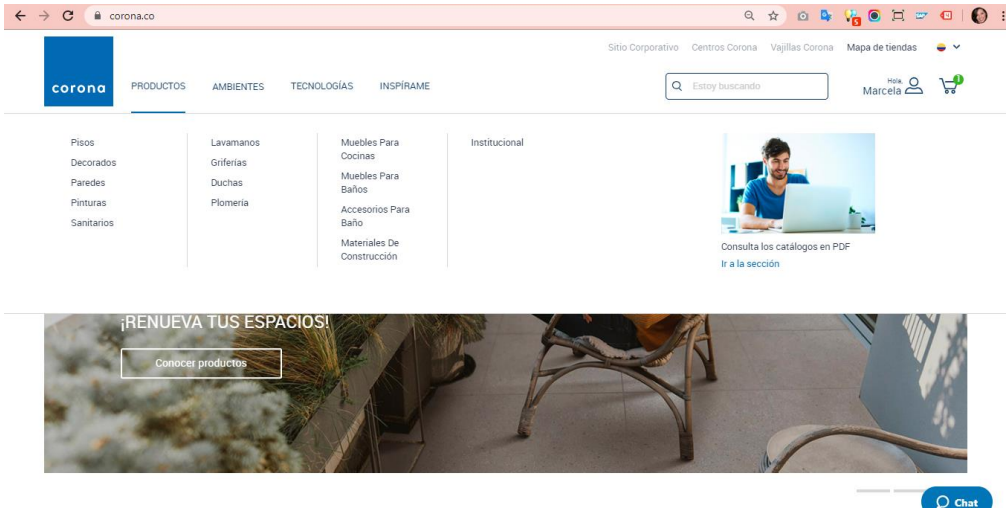 corona.co
Sitio Corporativo Centros Corona Vajillas Corona Mapa de tiendas
corona
PRODUCTOS AMBIENTES TECNOLOGÍAS INSPÍRAME
Estoy buscando
Hola,
Marcela
1
Pisos
Decorados
Paredes
Pinturas
Sanitarios
Lavamanos
Griferías
Duchas
Plomería
Muebles Para
Cocinas
Muebles Para
Baños
Accesorios Para
Baño
Materiales De
Construcción
Institucional
Consulta los catálogos en PDF
Ir a la sección
¡RENUEVA TUS ESPACIOS!
Conocer productos
Chat